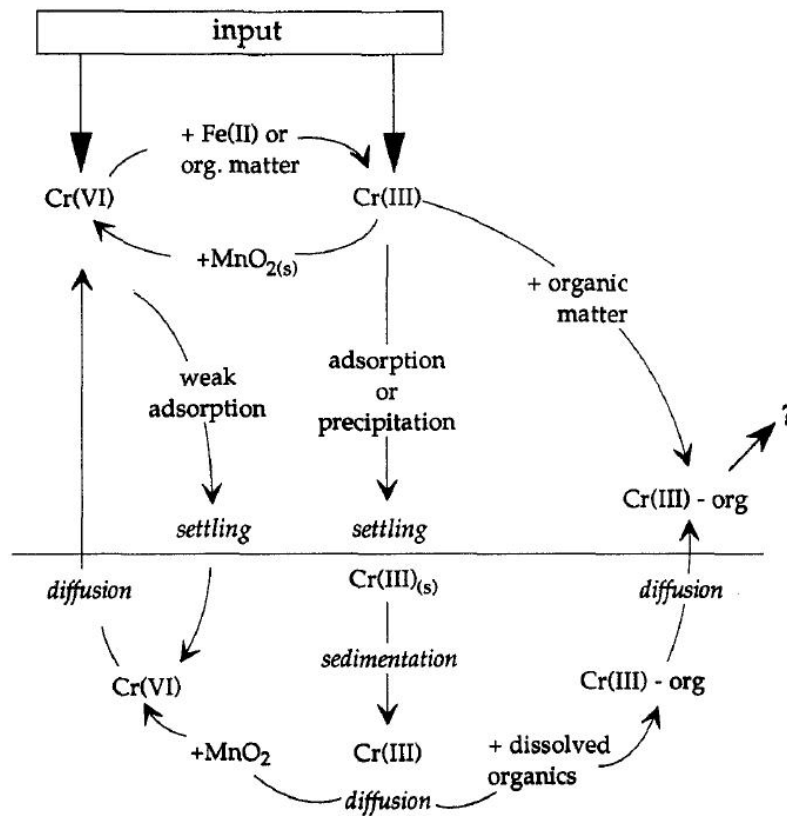 input
+ Fe(II) or
org. matter
Cr(VI)
Cr(III)
+MnO2(s)
+ organic
matter
weak
adsorption
adsorption
or
precipitation
?
Cr(III) - org
settling
settling
diffusion
Cr(III)(s)
diffusion
sedimentation
Cr(VI)
Cr(III) - org
+MnO2
Cr(III)
+ dissolved
organics
diffusion